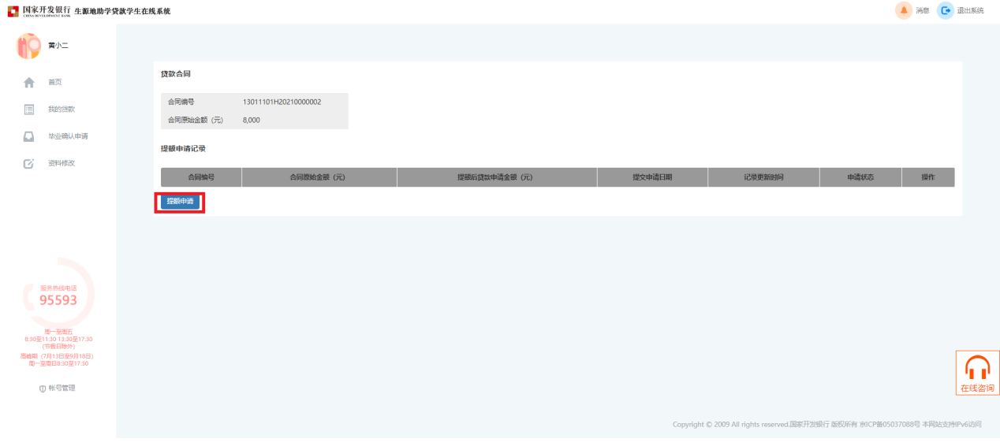 国家开发银行 生源地助学贷款学生在线系统
CHINA DEVELOPMENT BANK
消息 退出系统
黄小二
首页
我的贷款
毕业确认申请
资料修改
服务热线电话
95593
周一至周五
8:30至11:30 13:30至17:30
(节假日除外)
高峰期 (7月13日至9月18日)
周一至周日8:30至17:30
帐号管理
贷款合同
合同编号 13011101H20210000002
合同原始金额（元） 8,000
提额申请记录
合同编号 合同原始金额（元） 提额后贷款申请金额（元） 提交申请日期 记录更新时间 申请状态 操作
提额申请
在线咨询
Copyright © 2009 All rights reserved.国家开发银行 版权所有 京ICP备05037088号 本网站支持IPv6访问